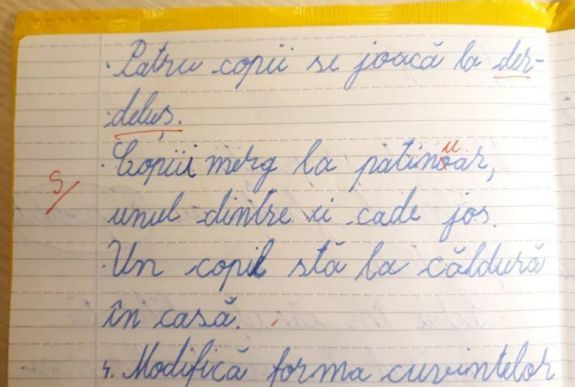 Patru copii se joacă la der-
deluș.
Copiii merg la patinoar,
unul dintre ei cade jos.
Un copil stă la căldură
în casă.
4. Modifică forma cuvintelor